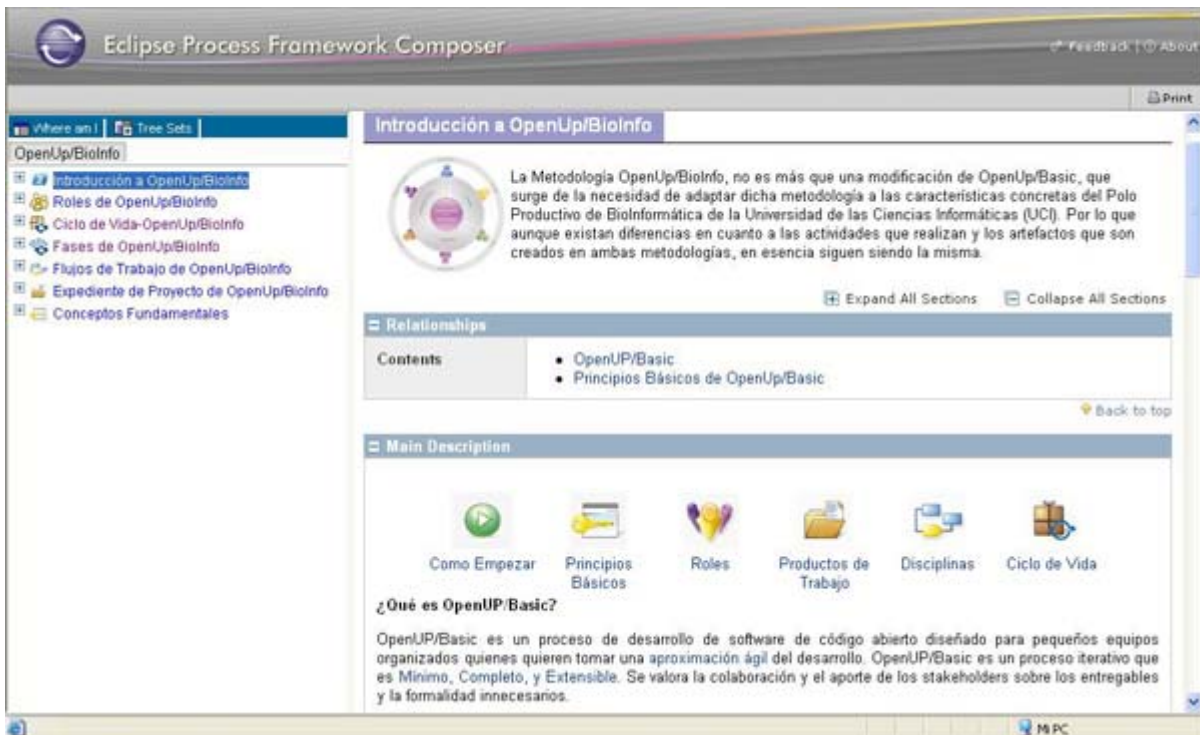 Eclipse Process Framework Composer
Feedback | About
Print
Where am I | Tree Sets
OpenUp/BioInfo
Introducción a OpenUp/BioInfo
Roles de OpenUp/BioInfo
Ciclo de Vida-OpenUp/BioInfo
Fases de OpenUp/BioInfo
Flujos de Trabajo de OpenUp/BioInfo
Expediente de Proyecto de OpenUp/BioInfo
Conceptos Fundamentales
Introducción a OpenUp/BioInfo
La Metodología OpenUp/BioInfo, no es más que una modificación de OpenUp/Basic, que
surge de la necesidad de adaptar dicha metodología a las características concretas del Polo
Productivo de BioInformática de la Universidad de las Ciencias Informáticas (UCI). Por lo que
aunque existan diferencias en cuanto a las actividades que realizan y los artefactos que son
creados en ambas metodologías, en esencia siguen siendo la misma.
Expand All Sections Collapse All Sections
Relationships
Contents
OpenUP/Basic
Principios Básicos de OpenUp/Basic
Back to top
Main Description
Como Empezar
Principios Básicos
Roles
Productos de Trabajo
Disciplinas
Ciclo de Vida
¿Qué es OpenUP/Basic?
OpenUP/Basic es un proceso de desarrollo de software de código abierto diseñado para pequeños equipos
organizados quienes quieren tomar una aproximación ágil del desarrollo. OpenUP/Basic es un proceso iterativo que
es Mínimo, Completo, y Extensible. Se valora la colaboración y el aporte de los stakeholders sobre los entregables
y la formalidad innecesarios.
Mi PC